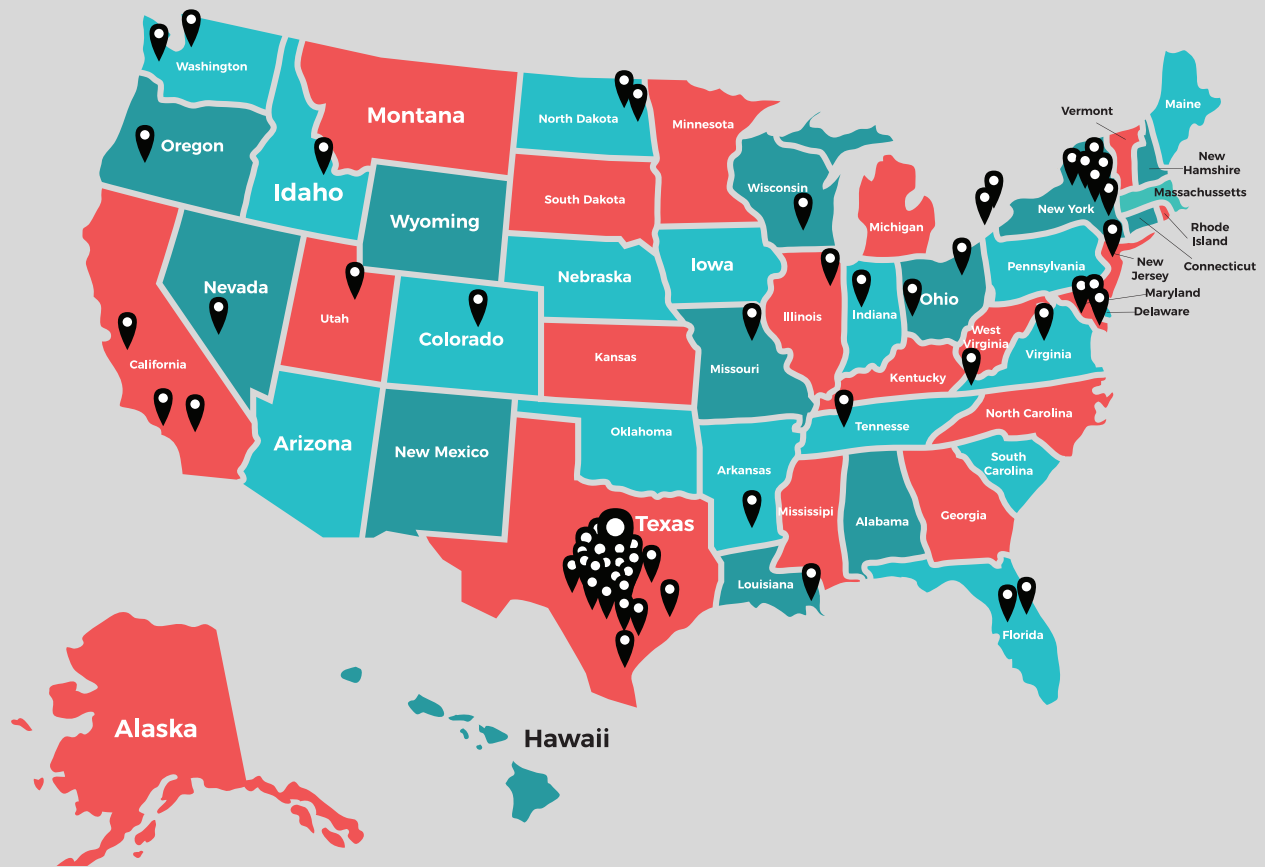 Washington
Oregon
Idaho
Montana
North Dakota
Minnesota
South Dakota
Wyoming
Wisconsin
Michigan
Vermont
Maine
New
Hamshire
Massachussetts
New York
Rhode
Island
Connecticut
Nevada
Utah
California
Colorado
Nebraska
Iowa
Illinois
Indiana
Ohio
Pennsylvania
New
Jersey
Maryland
Delaware
West
Virginia
Virginia
Kansas
Missouri
Kentucky
North Carolina
Arizona
New Mexico
Oklahoma
Arkansas
Tennesse
South
Carolina
Texas
Mississipi
Alabama
Georgia
Louisiana
Florida
Alaska
Hawaii